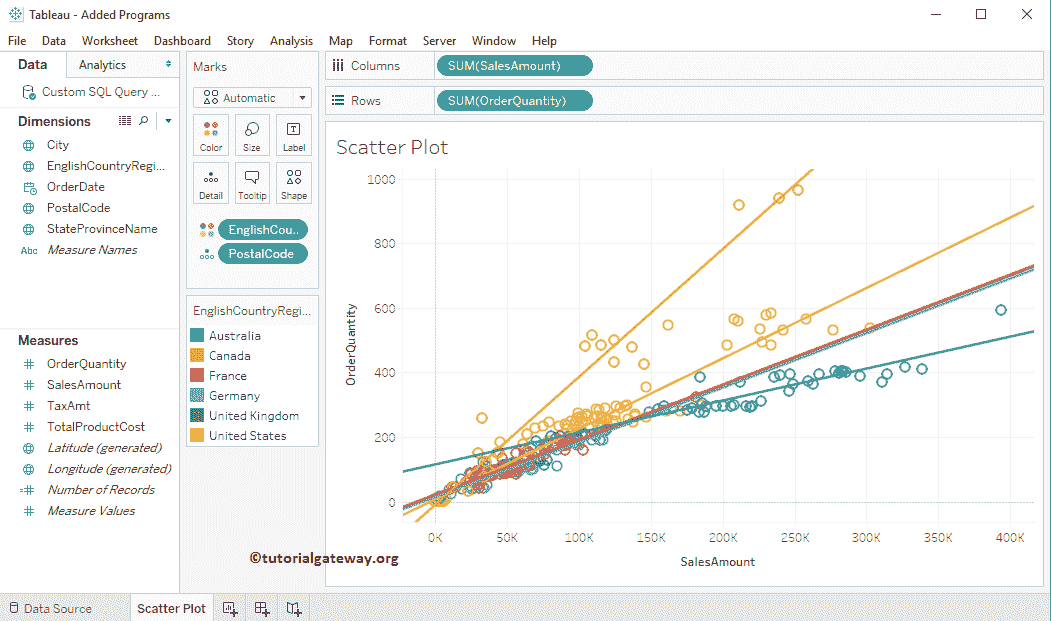 Tableau - Added Programs
File Data Worksheet Dashboard Story Analysis Map Format Server Window Help
Data Analytics
Custom SQL Query ...
Dimensions
City
EnglishCountryRegi...
OrderDate
PostalCode
StateProvinceName
Abc Measure Names
Measures
# OrderQuantity
# SalesAmount
# TaxAmt
# TotalProductCost
Latitude (generated)
Longitude (generated)
=# Number of Records
# Measure Values
Marks
Automatic
Color Size Label
Detail Tooltip Shape
EnglishCou..
PostalCode
EnglishCountryRegi...
Australia
Canada
France
Germany
United Kingdom
United States
Columns SUM(SalesAmount)
Rows SUM(OrderQuantity)
Scatter Plot
OrderQuantity
1000
800
600
400
200
0
0K 50K 100K 150K 200K 250K 300K 350K 400K
SalesAmount
©tutorialgateway.org
Data Source Scatter Plot